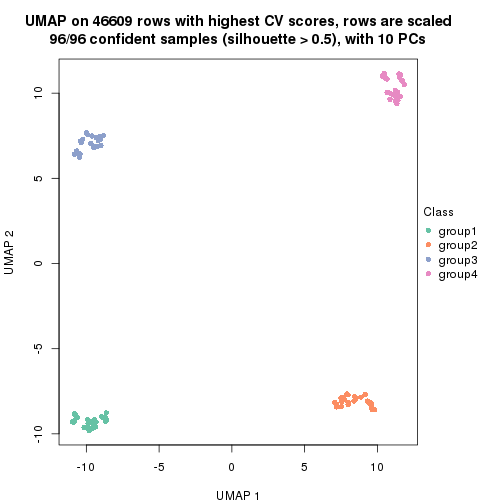 UMAP on 46609 rows with highest CV scores, rows are scaled
96/96 confident samples (silhouette > 0.5), with 10 PCs
10
5
0
-5
-10
UMAP 2
-10
-5
0
5
10
UMAP 1
Class
group1
group2
group3
group4